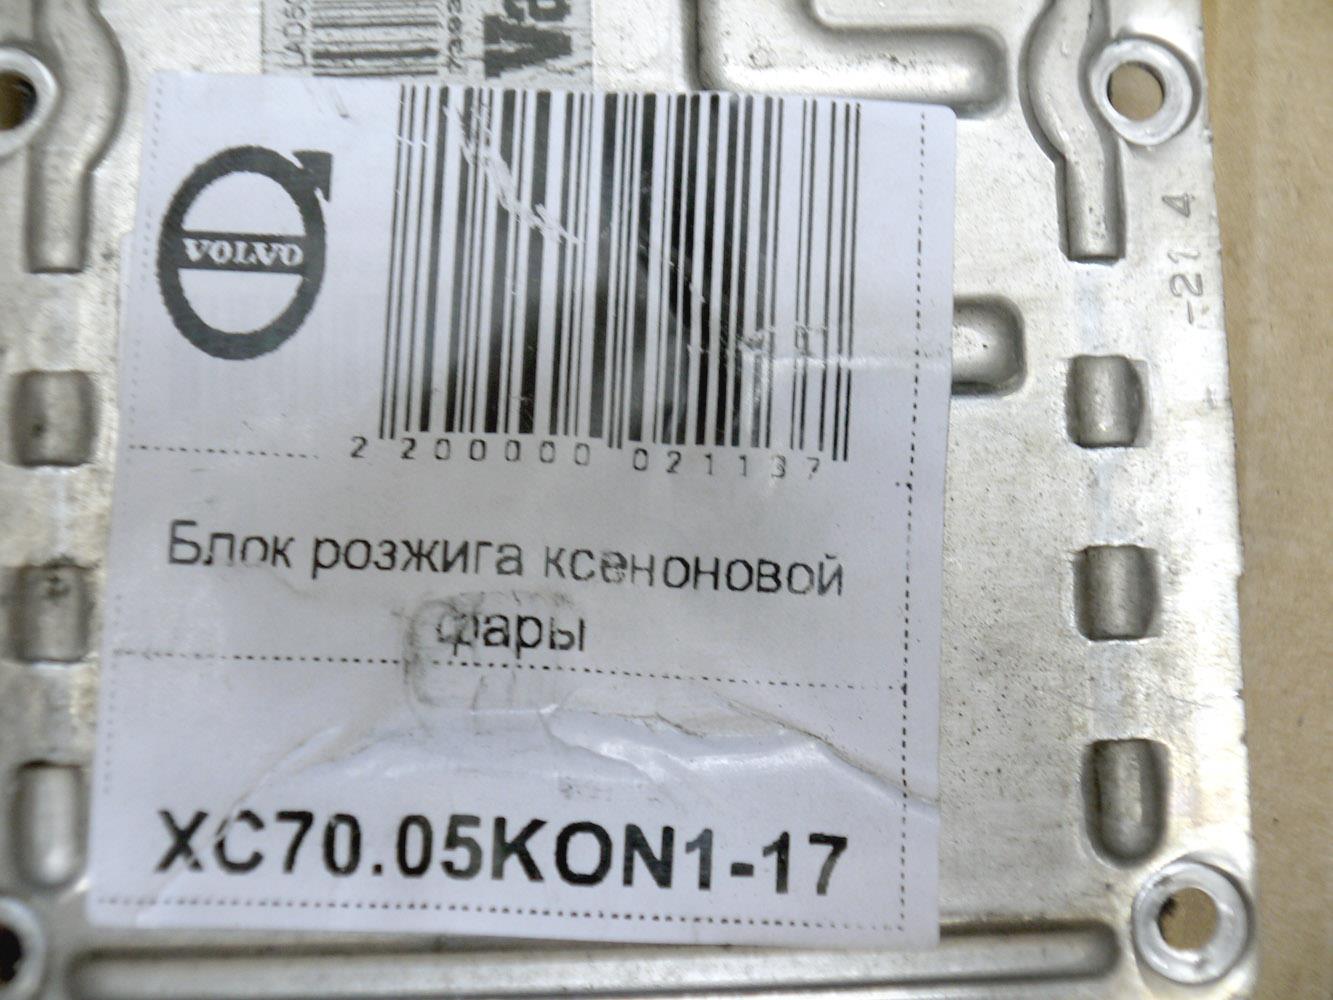 VOLVO
2 200000 021137
Блок розжига ксеноновой
фары
XC70.05KON1-17
-21 4